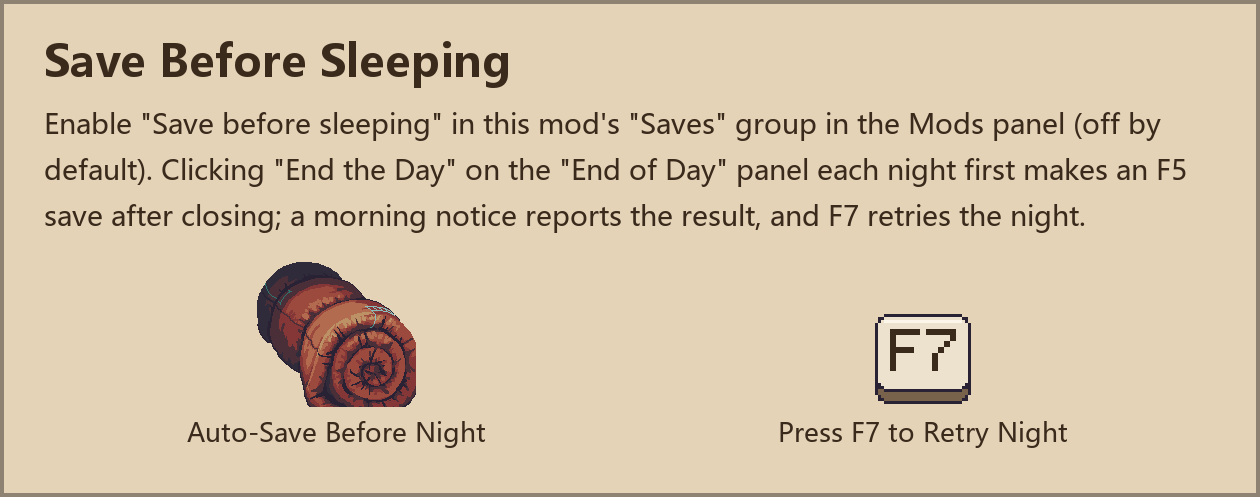 Save Before Sleeping
Enable "Save before sleeping" in this mod's "Saves" group in the Mods panel (off by
default). Clicking "End the Day" on the "End of Day" panel each night first makes an F5
save after closing; a morning notice reports the result, and F7 retries the night.
F7
Auto-Save Before Night
Press F7 to Retry Night